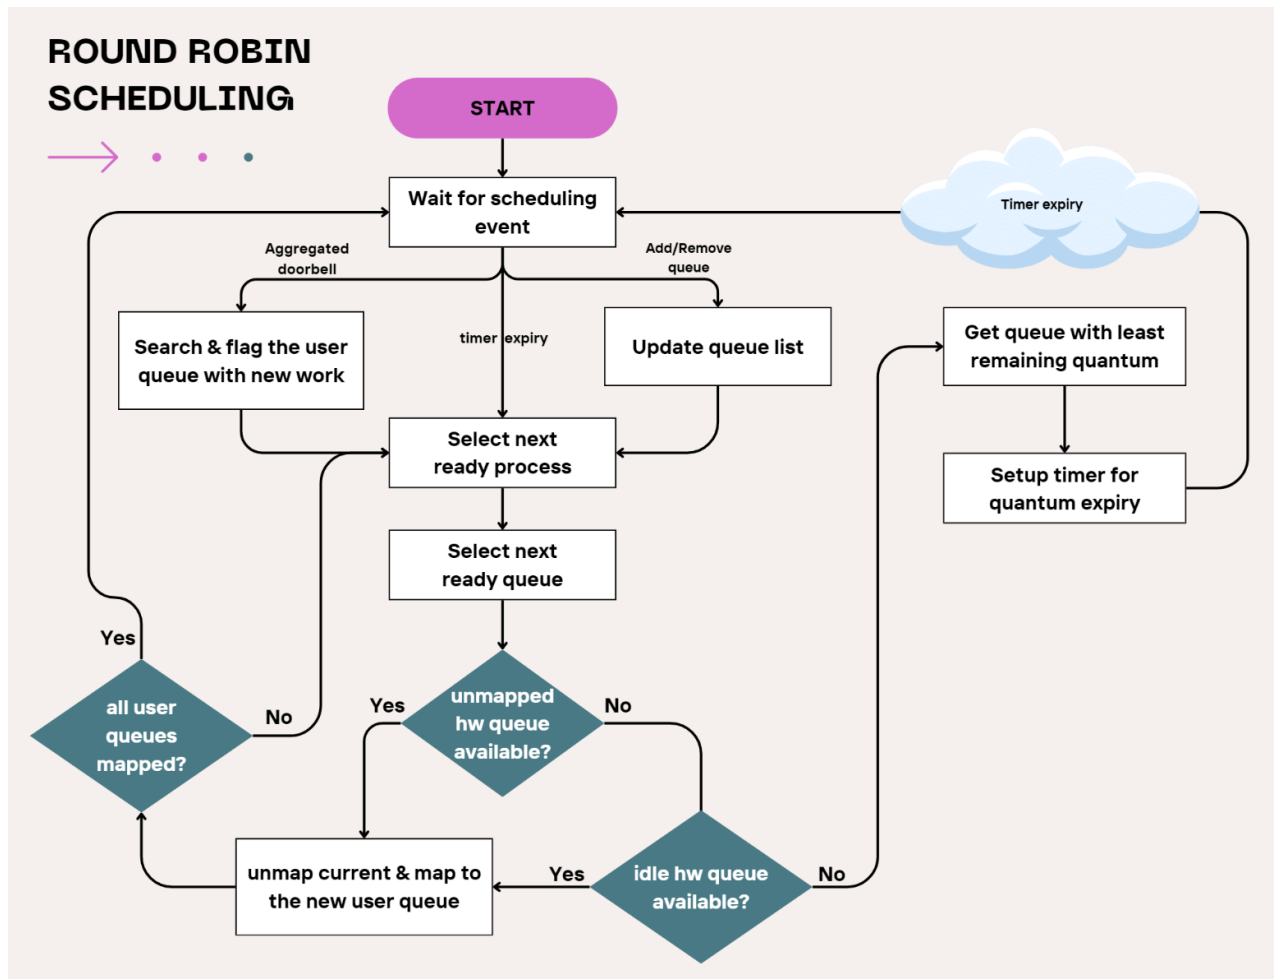 ROUND ROBIN
SCHEDULING
START
Wait for scheduling
event
Timer expiry
Aggregated
doorbell
Add/Remove
queue
timer expiry
Search & flag the user
queue with new work
Update queue list
Get queue with least
remaining quantum
Select next
ready process
Setup timer for
quantum expiry
Select next
ready queue
Yes
all user
queues
mapped?
No
Yes
unmapped
hw queue
available?
No
unmap current & map to
the new user queue
Yes
idle hw queue
available?
No